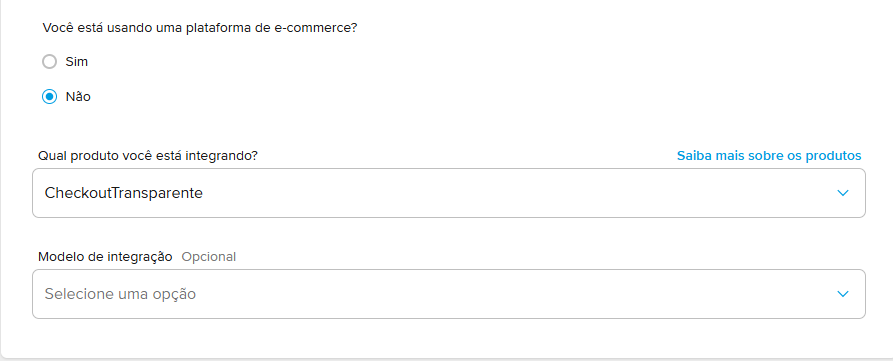 Você está usando uma plataforma de e-commerce?
Sim
Não
Qual produto você está integrando? Saiba mais sobre os produtos
CheckoutTransparente
Modelo de integração Opcional
Selecione uma opção